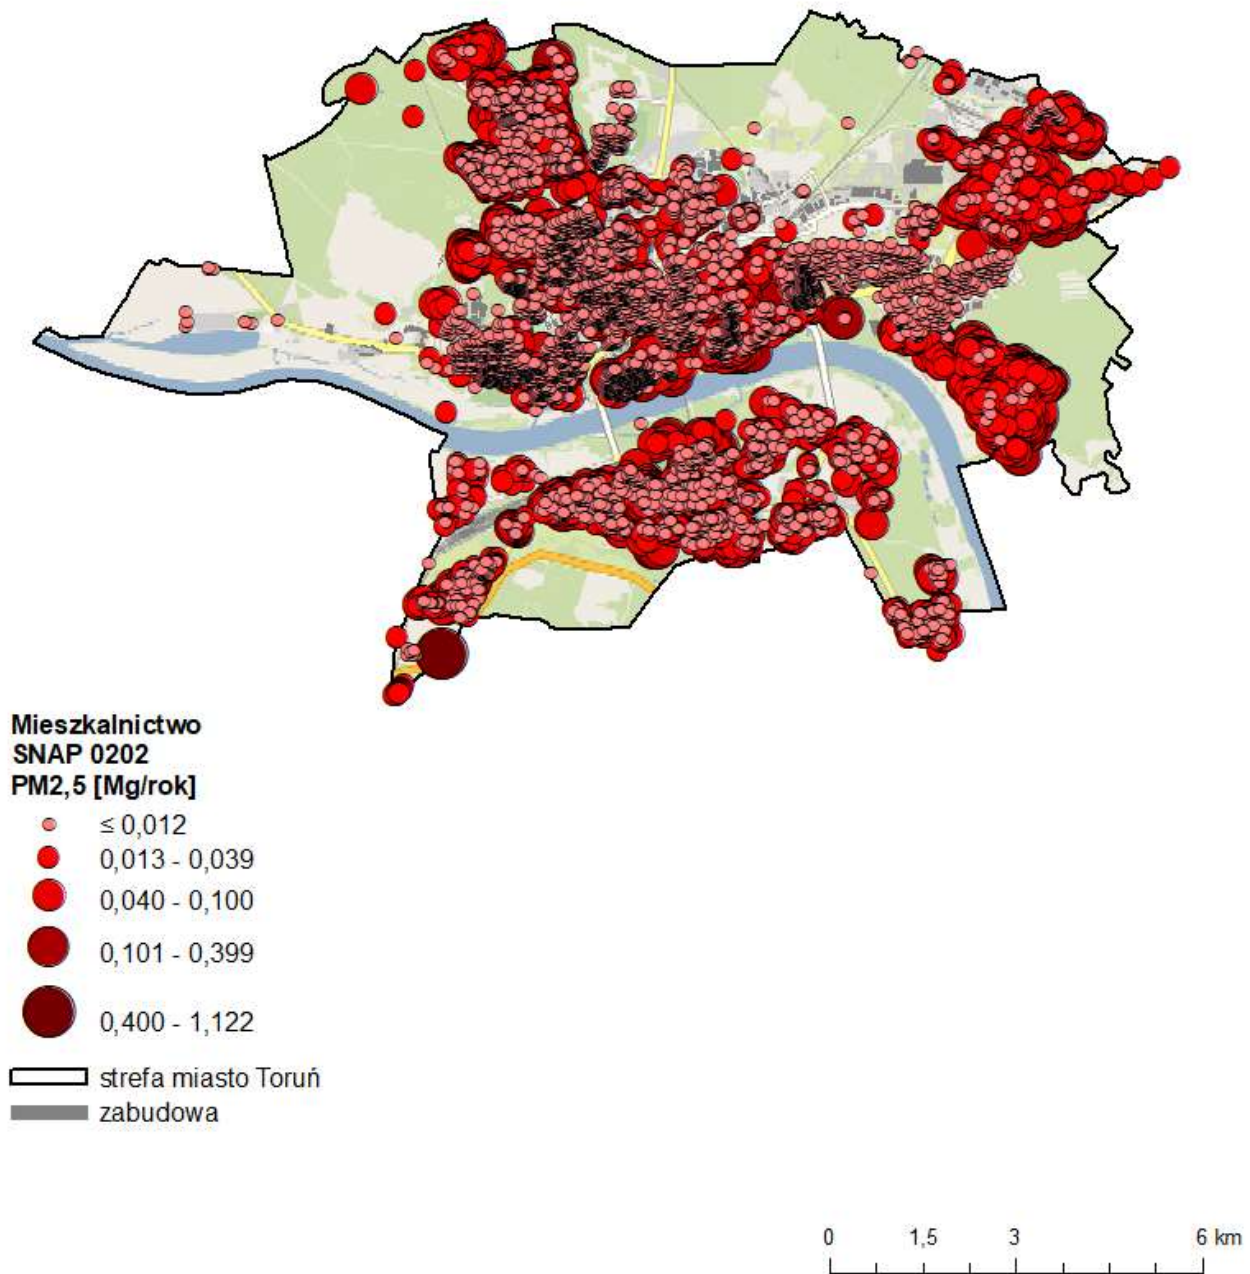 Mieszkalnictwo
SNAP 0202
PM2,5 [Mg/rok]
≤ 0,012
0,013 - 0,039
0,040 - 0,100
0,101 - 0,399
0,400 - 1,122
strefa miasto Toruń
zabudowa
0 1,5 3 6 km